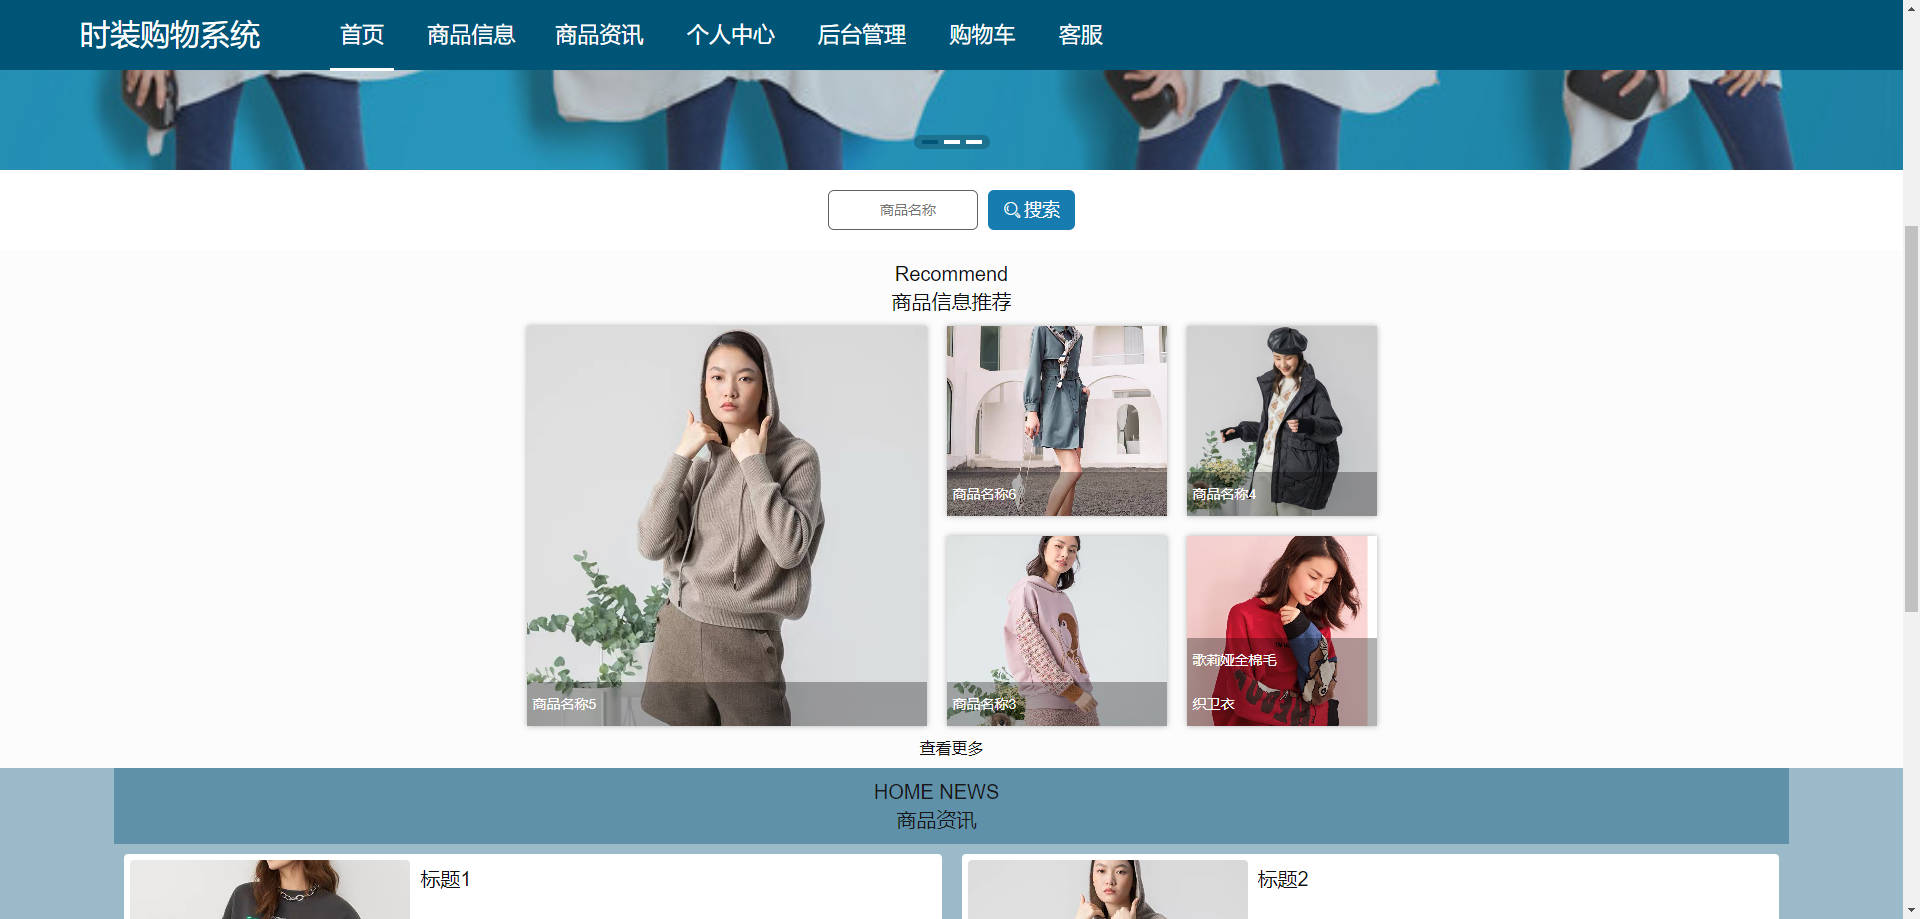 时装购物系统
首页
商品信息
商品资讯
个人中心
后台管理
购物车
客服
商品名称
搜索
Recommend
商品信息推荐
商品名称5
商品名称6
商品名称4
商品名称3
歌莉娅全棉毛
织卫衣
查看更多
HOME NEWS
商品资讯
标题1
标题2